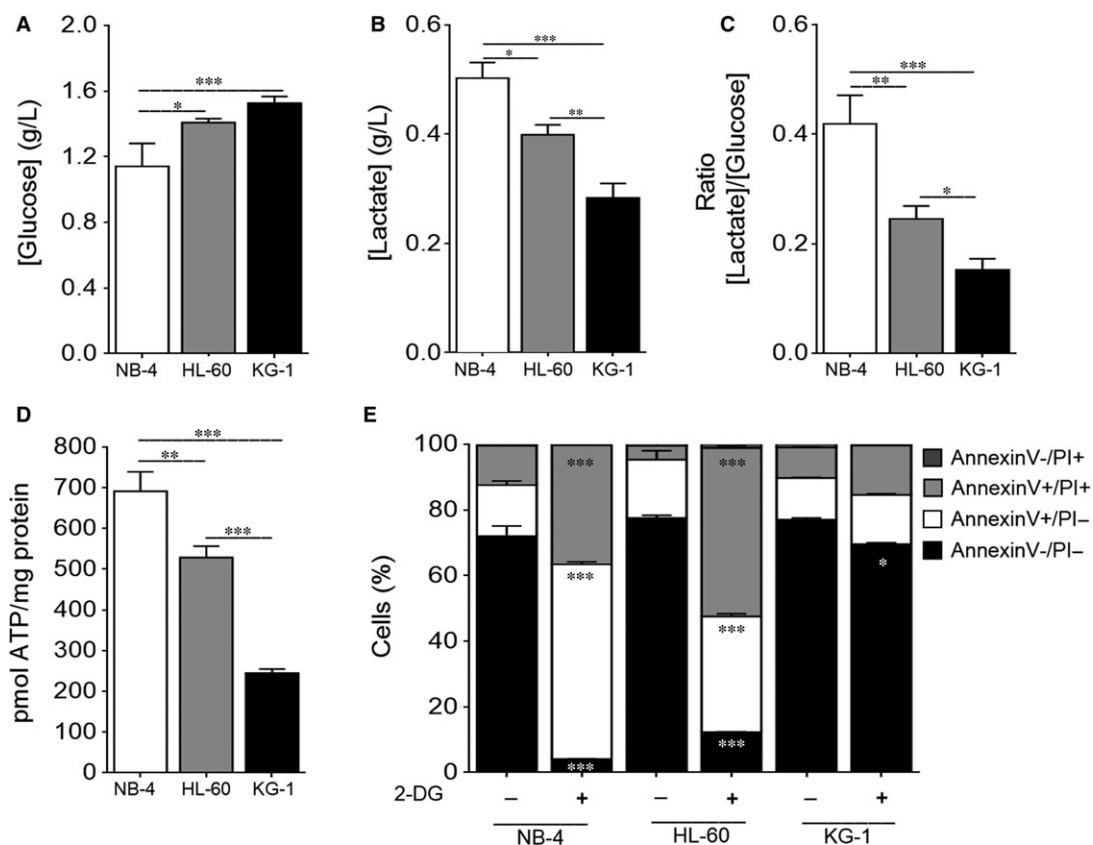 A
[Glucose] (g/L)
2.0
1.6
1.2
0.8
0.4
0.0
***
*
NB-4 HL-60 KG-1
B
[Lactate] (g/L)
0.6
0.4
0.2
0.0
***
*
**
NB-4 HL-60 KG-1
C
Ratio
[Lactate]/[Glucose]
0.6
0.4
0.2
0.0
***
**
*
NB-4 HL-60 KG-1
D
pmol ATP/mg protein
800
700
600
500
400
300
200
100
0
***
**
***
NB-4 HL-60 KG-1
E
Cells (%)
100
80
60
40
20
0
*** ***
***
***
*
*** ***
2-DG – + – + – +
NB-4 HL-60 KG-1
AnnexinV-/PI+
AnnexinV+/PI+
AnnexinV+/PI–
AnnexinV-/PI–